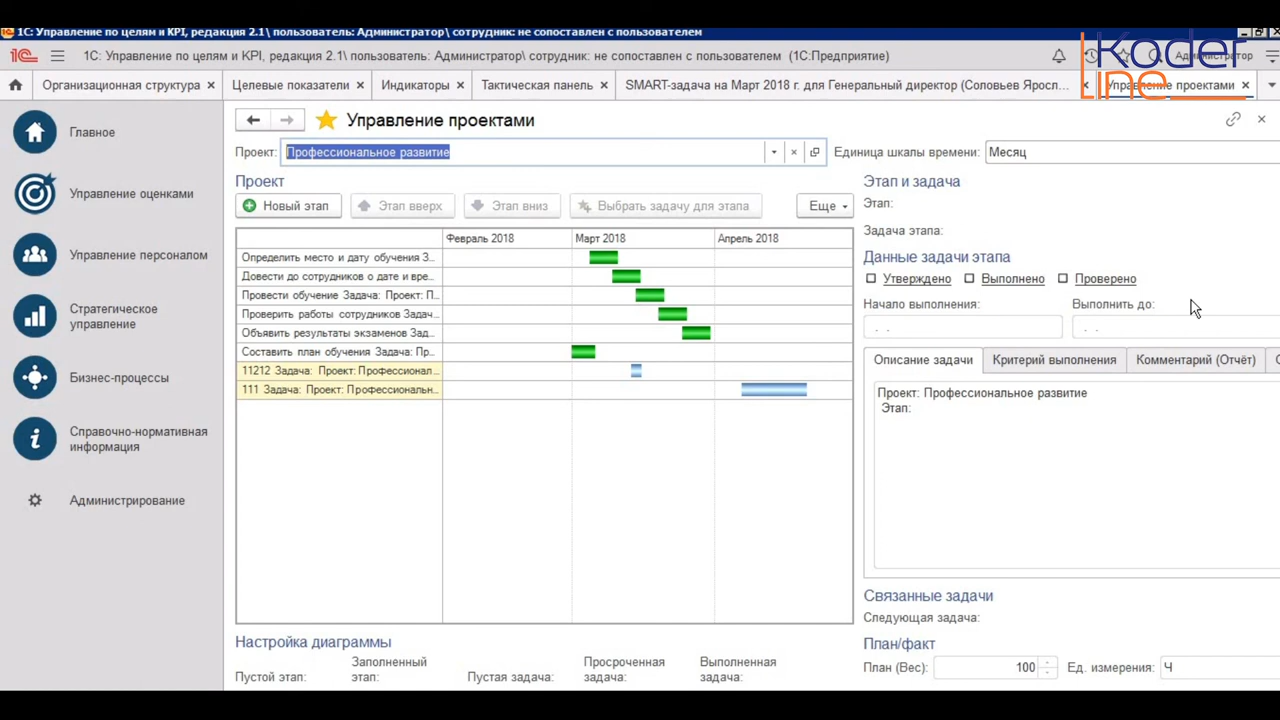 1С: Управление по целям и KPI, редакция 2.1\ пользователь: Администратор\ сотрудник: не сопоставлен с пользователем
1С: Управление по целям и KPI, редакция 2.1\ пользователь: Администратор\ сотрудник: не сопоставлен с пользователем (1С:Предприятие)
Администратор
Koder Line
Организационная структура
Целевые показатели
Индикаторы
Тактическая панель
SMART-задача на Март 2018 г. для Генеральный директор (Соловьев Яросл...
Управление проектами
Главное
Управление оценками
Управление персоналом
Стратегическое управление
Бизнес-процессы
Справочно-нормативная информация
Администрирование
Управление проектами
Проект: Профессиональное развитие
Единица шкалы времени: Месяц
Проект
Новый этап
Этап вверх
Этап вниз
Выбрать задачу для этапа
Еще
Февраль 2018
Март 2018
Апрель 2018
Определить место и дату обучения З...
Довести до сотрудников о дате и вре...
Провести обучение Задача: Проект: П...
Проверить работы сотрудников Задач...
Объявить результаты экзаменов Зад...
Составить план обучения Задача: Пр...
11212 Задача: Проект: Профессионал...
111 Задача: Проект: Профессиональн...
Настройка диаграммы
Пустой этап:
Заполненный этап:
Пустая задача:
Просроченная задача:
Выполненная задача:
Этап и задача
Этап:
Задача этапа:
Данные задачи этапа
Утверждено
Выполнено
Проверено
Начало выполнения:
Выполнить до:
Описание задачи
Критерий выполнения
Комментарий (Отчёт)
Проект: Профессиональное развитие
Этап:
Связанные задачи
Следующая задача:
План/факт
План (Вес): 100
Ед. измерения: Ч